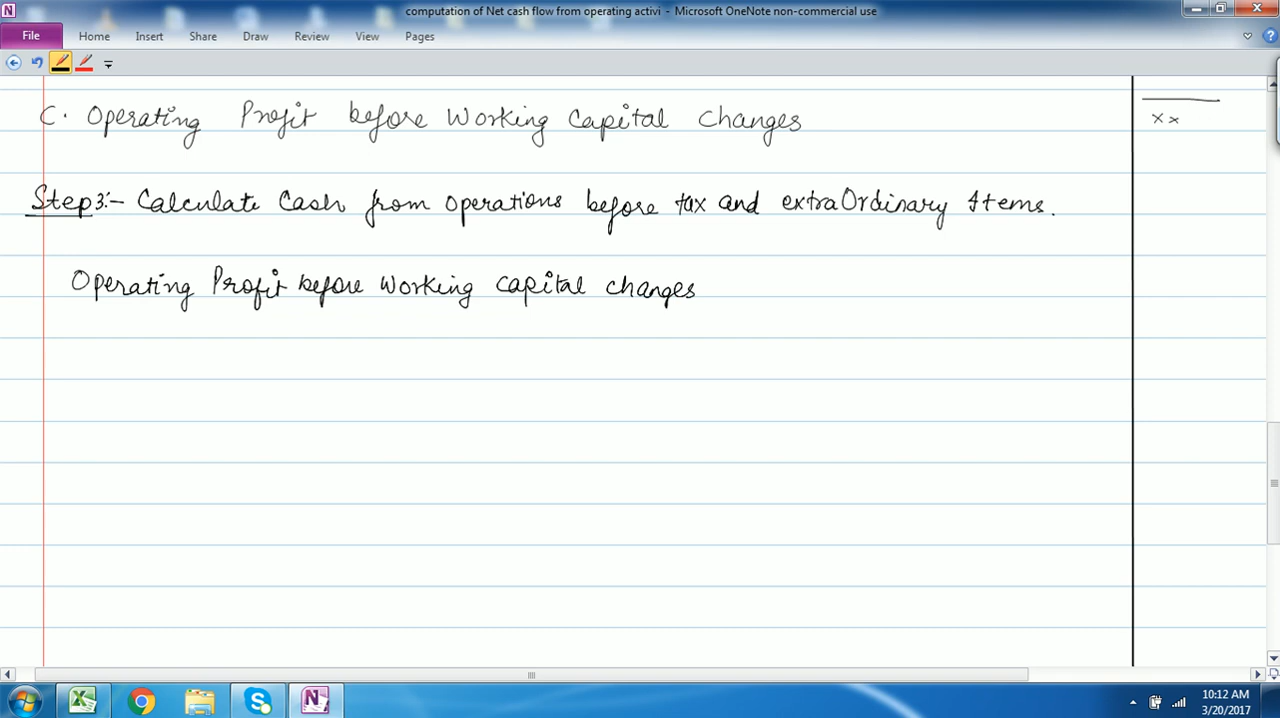 computation of Net cash flow from operating activi - Microsoft OneNote non-commercial use
File Home Insert Share Draw Review View Pages
C. Operating Profit before Working Capital Changes
xx
Step3:- Calculate Cash from operations before tax and extraOrdinary Items.
Operating Profit before Working capital changes
10:12 AM
3/20/2017